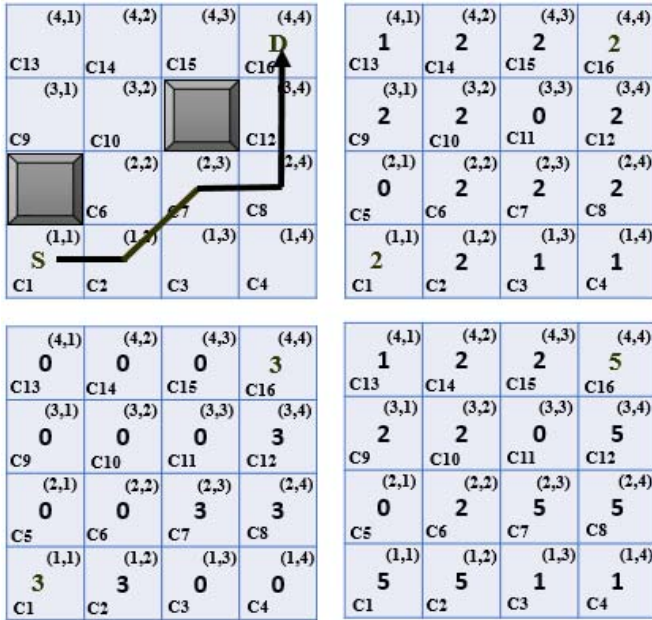 (4,1) (4,2) (4,3) (4,4)
D
C13 C14 C15 C16
(3,1) (3,2) (3,4)
C9 C10 C12
(2,2) (2,3) (2,4)
C6 C7 C8
(1,1) (1,2) (1,3) (1,4)
S
C1 C2 C3 C4
(4,1) (4,2) (4,3) (4,4)
1 2 2 2
C13 C14 C15 C16
(3,1) (3,2) (3,3) (3,4)
2 2 0 2
C9 C10 C11 C12
(2,1) (2,2) (2,3) (2,4)
0 2 2 2
C5 C6 C7 C8
(1,1) (1,2) (1,3) (1,4)
2 2 1 1
C1 C2 C3 C4
(4,1) (4,2) (4,3) (4,4)
0 0 0 3
C13 C14 C15 C16
(3,1) (3,2) (3,3) (3,4)
0 0 0 3
C9 C10 C11 C12
(2,1) (2,2) (2,3) (2,4)
0 0 3 3
C5 C6 C7 C8
(1,1) (1,2) (1,3) (1,4)
3 3 0 0
C1 C2 C3 C4
(4,1) (4,2) (4,3) (4,4)
1 2 2 5
C13 C14 C15 C16
(3,1) (3,2) (3,3) (3,4)
2 2 0 5
C9 C10 C11 C12
(2,1) (2,2) (2,3) (2,4)
0 2 5 5
C5 C6 C7 C8
(1,1) (1,2) (1,3) (1,4)
5 5 1 1
C1 C2 C3 C4